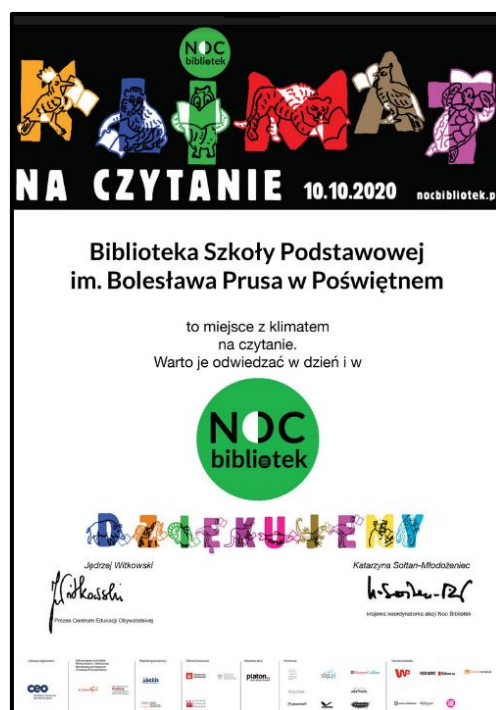 NOC
bibliotek
KLIMAT
NA CZYTANIE 10.10.2020 nocbibliotek.p
Biblioteka Szkoły Podstawowej
im. Bolesława Prusa w Poświętnem
to miejsce z klimatem
na czytanie.
Warto je odwiedzać w dzień i w
NOC
bibliotek
DZIĘKUJEMY
Jędrzej Witkowski
Katarzyna Sołtan-Młodożeniec
Prezes Centrum Edukacji Obywatelskiej
krajowa koordynatorka akcji Noc Bibliotek
ceo
platon
WP